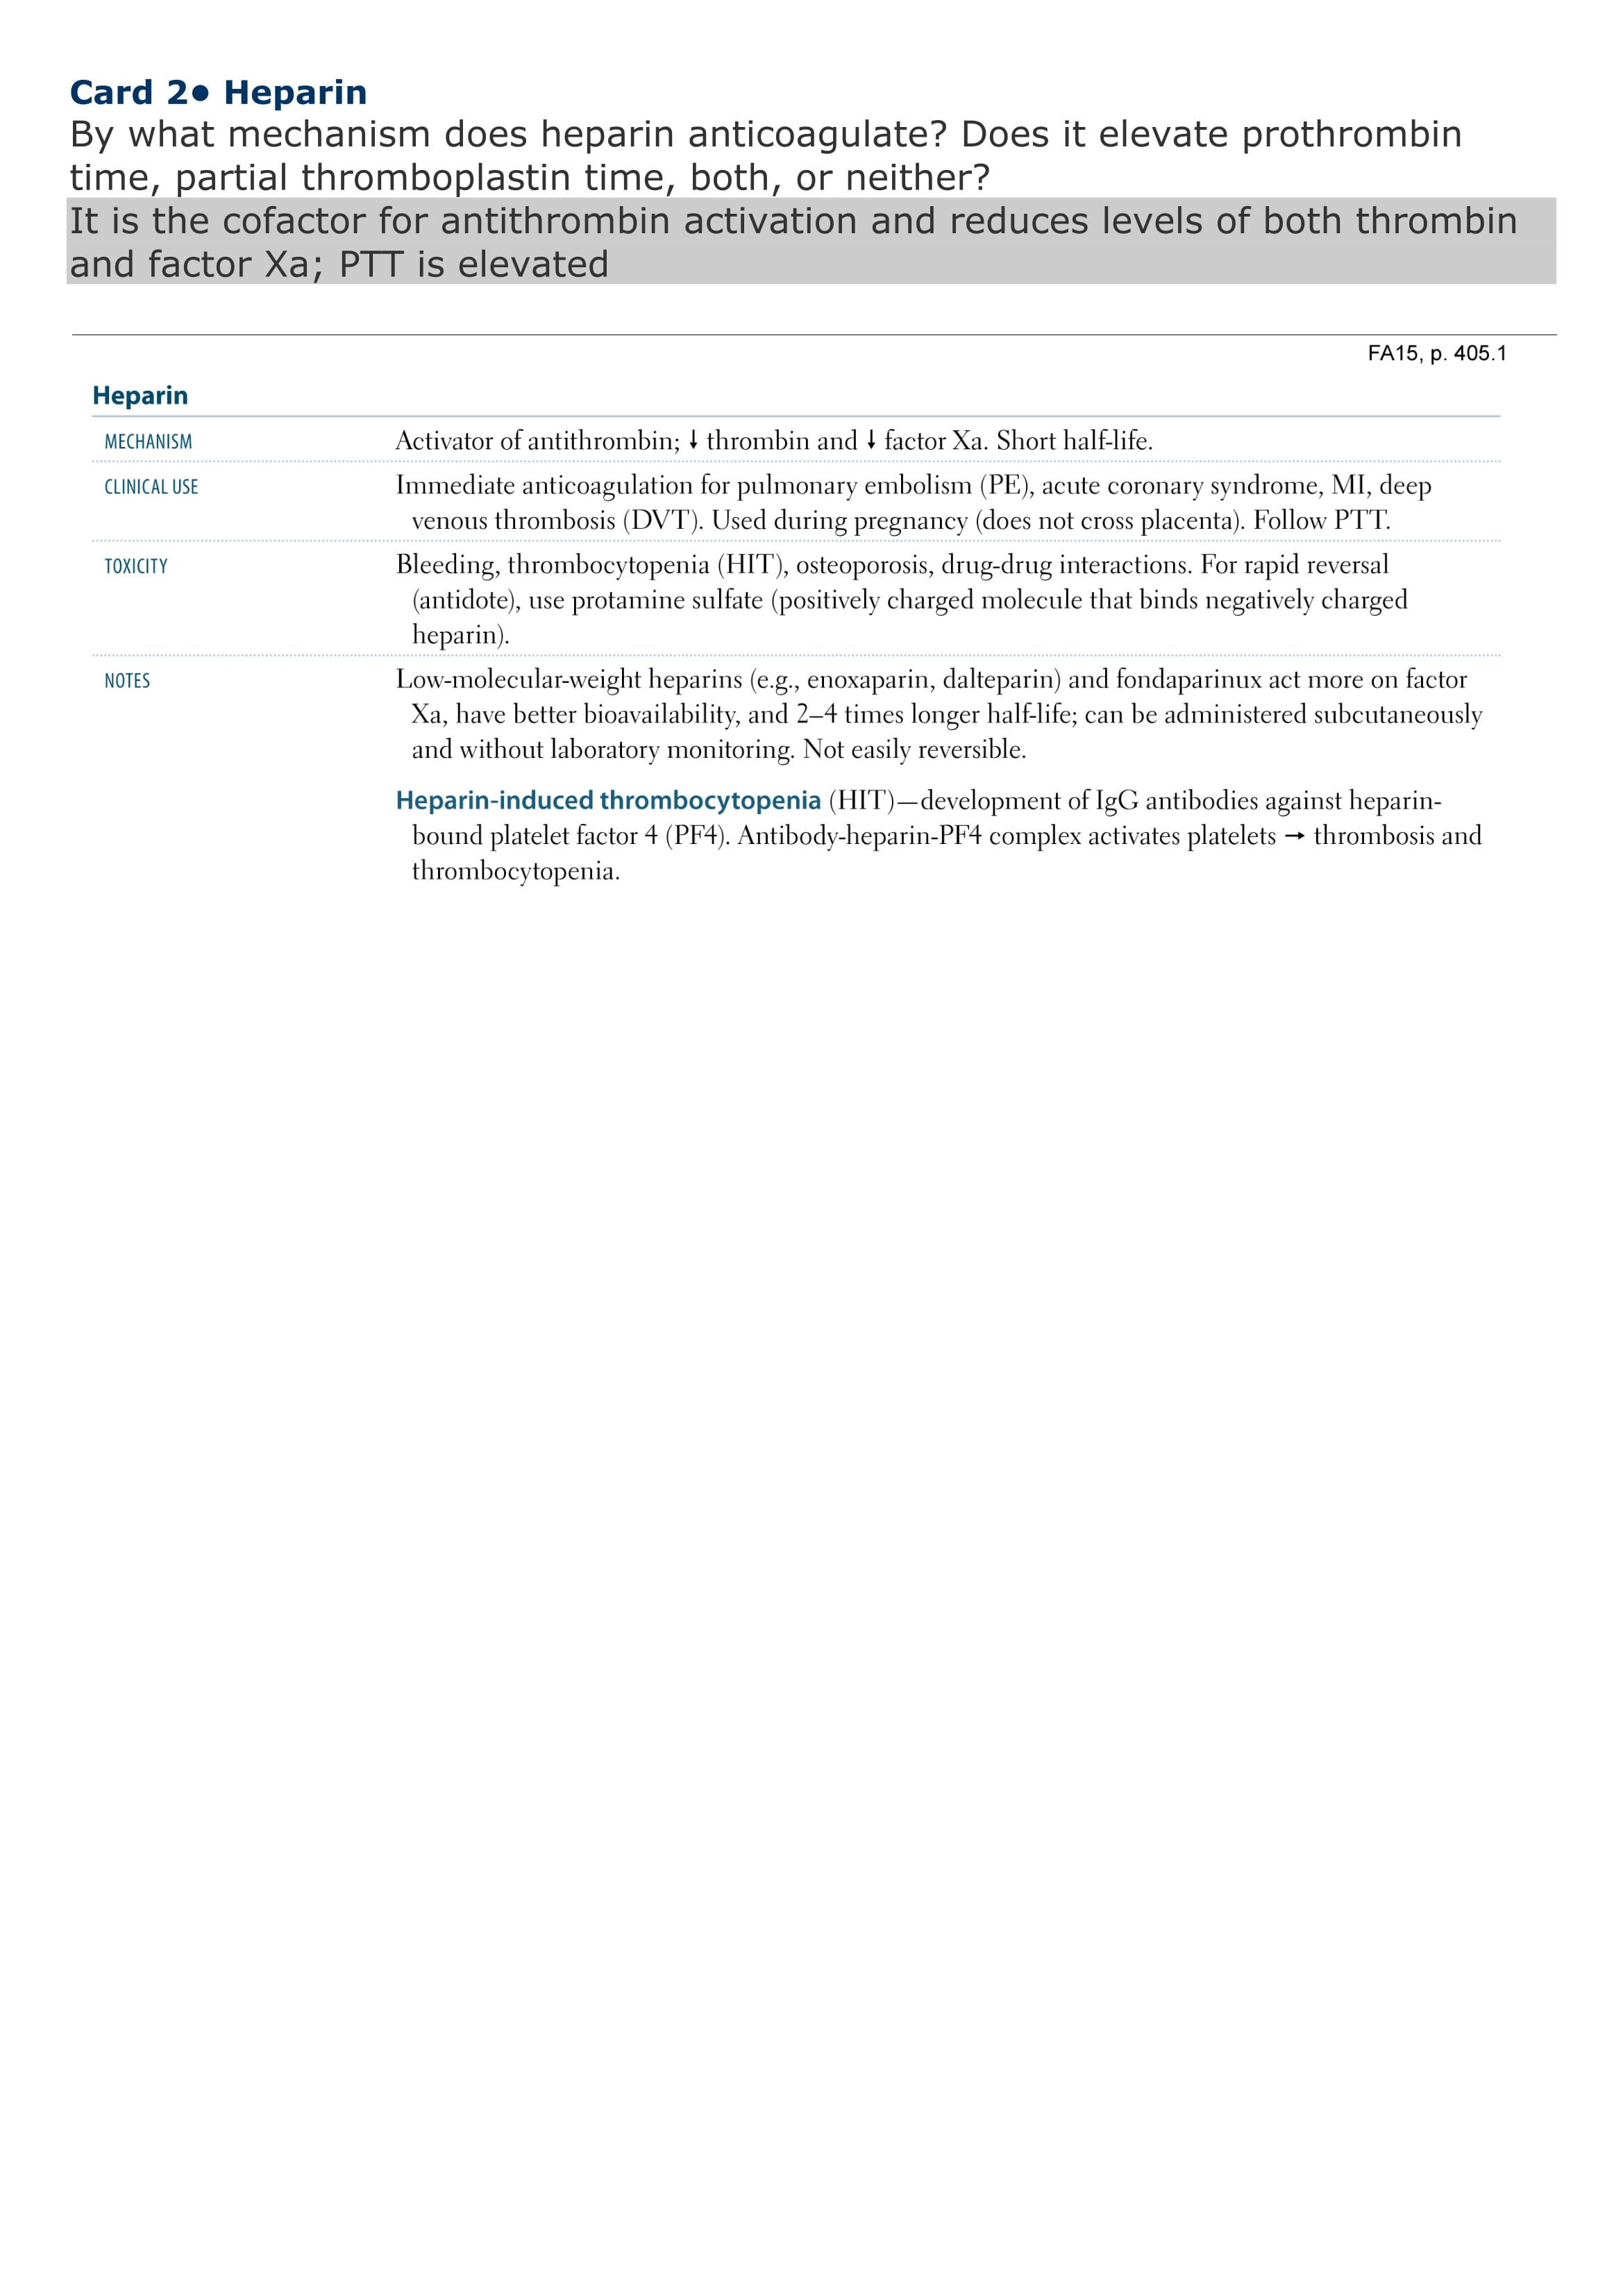 Card 2• Heparin
By what mechanism does heparin anticoagulate? Does it elevate prothrombin
time, partial thromboplastin time, both, or neither?
It is the cofactor for antithrombin activation and reduces levels of both thrombin
and factor Xa; PTT is elevated
FA15, p. 405.1
Heparin
MECHANISM Activator of antithrombin; ↓ thrombin and ↓ factor Xa. Short half-life.
CLINICAL USE Immediate anticoagulation for pulmonary embolism (PE), acute coronary syndrome, MI, deep
venous thrombosis (DVT). Used during pregnancy (does not cross placenta). Follow PTT.
TOXICITY Bleeding, thrombocytopenia (HIT), osteoporosis, drug-drug interactions. For rapid reversal
(antidote), use protamine sulfate (positively charged molecule that binds negatively charged
heparin).
NOTES Low-molecular-weight heparins (e.g., enoxaparin, dalteparin) and fondaparinux act more on factor
Xa, have better bioavailability, and 2–4 times longer half-life; can be administered subcutaneously
and without laboratory monitoring. Not easily reversible.
Heparin-induced thrombocytopenia (HIT)—development of IgG antibodies against heparin-
bound platelet factor 4 (PF4). Antibody-heparin-PF4 complex activates platelets → thrombosis and
thrombocytopenia.